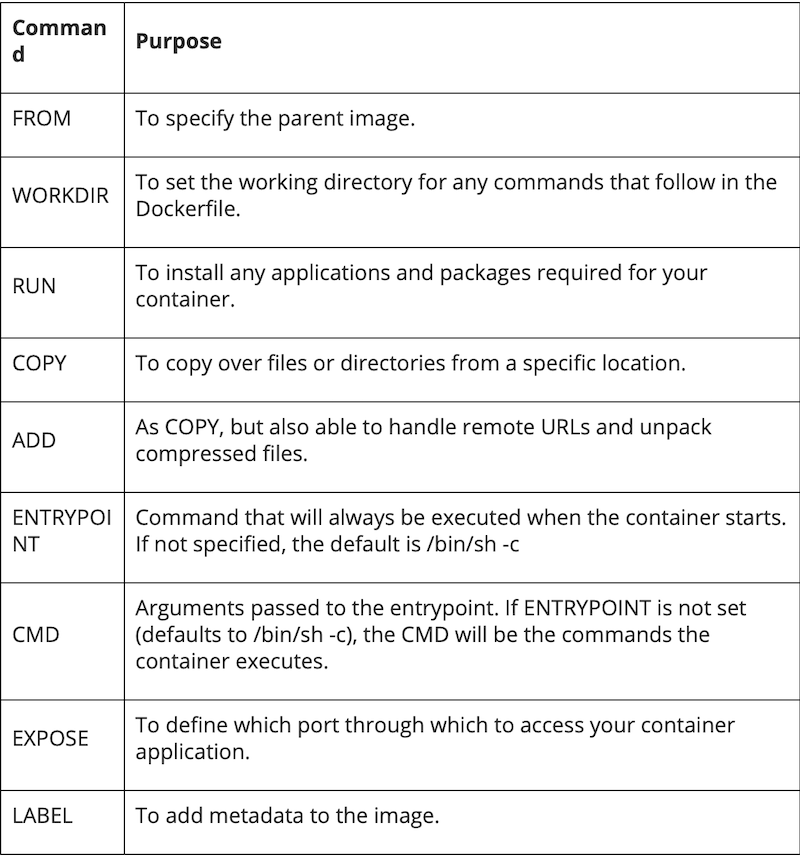 Comman
d
Purpose
FROM
To specify the parent image.
WORKDIR
To set the working directory for any commands that follow in the
Dockerfile.
RUN
To install any applications and packages required for your
container.
COPY
To copy over files or directories from a specific location.
ADD
As COPY, but also able to handle remote URLs and unpack
compressed files.
ENTRYPOI
NT
Command that will always be executed when the container starts.
If not specified, the default is /bin/sh -c
CMD
Arguments passed to the entrypoint. If ENTRYPOINT is not set
(defaults to /bin/sh -c), the CMD will be the commands the
container executes.
EXPOSE
To define which port through which to access your container
application.
LABEL
To add metadata to the image.